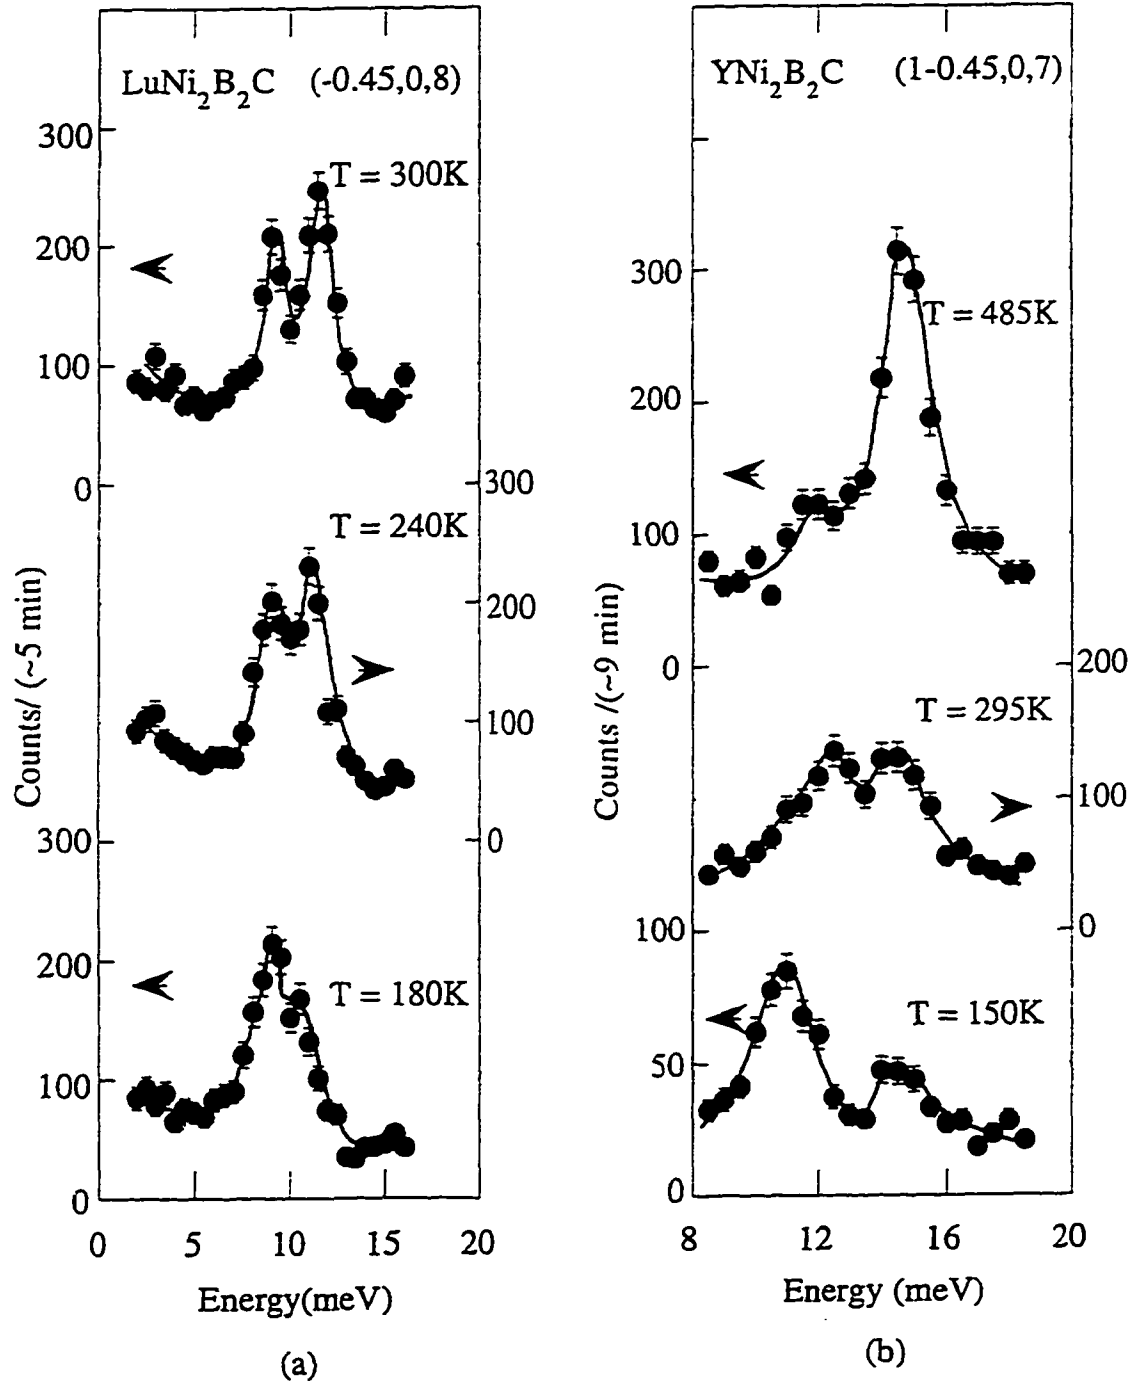 LuNi₂B₂C (-0.45,0,8)
300
T = 300K
200
100
0
300
T = 240K
200
100
0
300
200
T = 180K
100
0
0 5 10 15 20
Counts/ (~5 min)
Energy(meV)
(a)
YNi₂B₂C (1-0.45,0,7)
300
T = 485K
200
100
0
200
T = 295K
100
0
100
T = 150K
50
0
8 12 16 20
Counts /(~9 min)
Energy (meV)
(b)